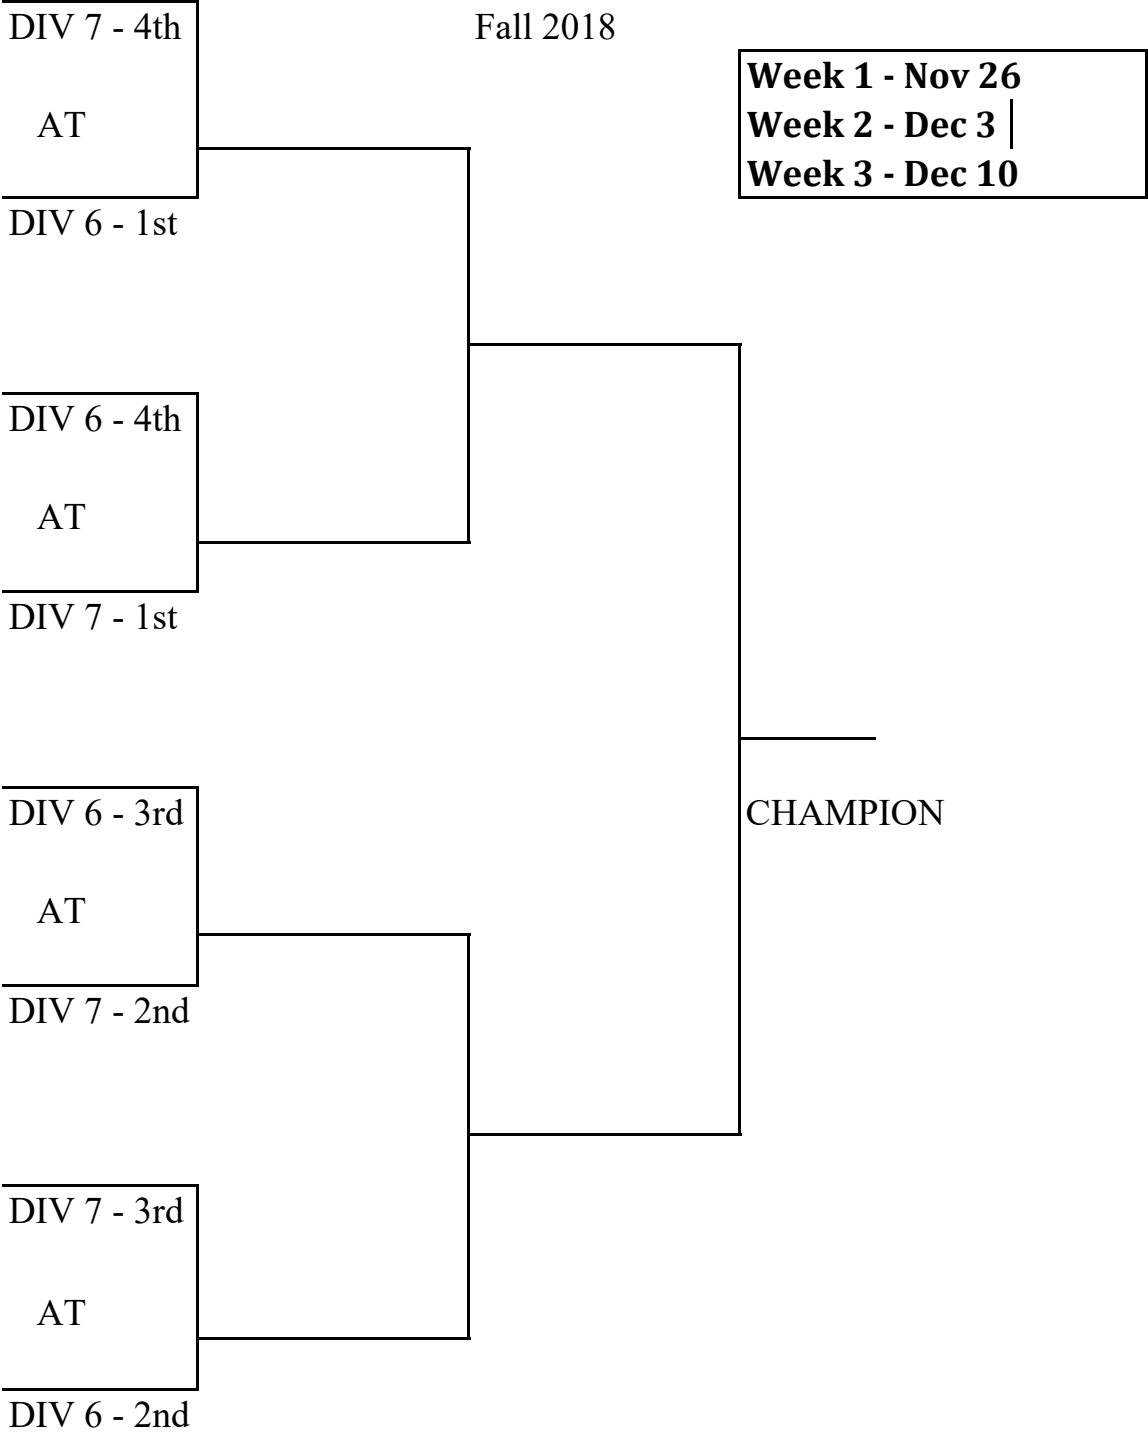 DIV 7 - 4th
Fall 2018
Week 1 - Nov 26
AT
Week 2 - Dec 3
Week 3 - Dec 10
DIV 6 - 1st
DIV 6 - 4th
AT
DIV 7 - 1st
DIV 6 - 3rd
CHAMPION
AT
DIV 7 - 2nd
DIV 7 - 3rd
AT
DIV 6 - 2nd